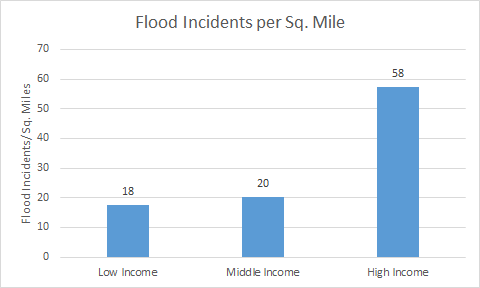 Flood Incidents per Sq. Mile
Flood Incidents/Sq. Miles
70
60
50
40
30
20
10
0
18
20
58
Low Income
Middle Income
High Income